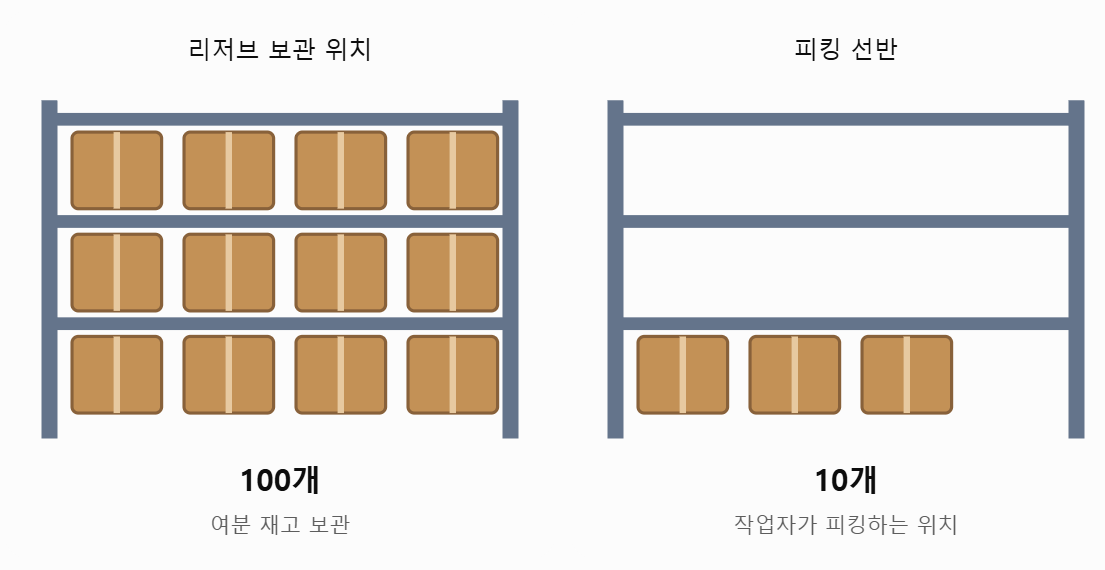 리저브 보관 위치
피킹 선반
100개
10개
여분 재고 보관
작업자가 피킹하는 위치